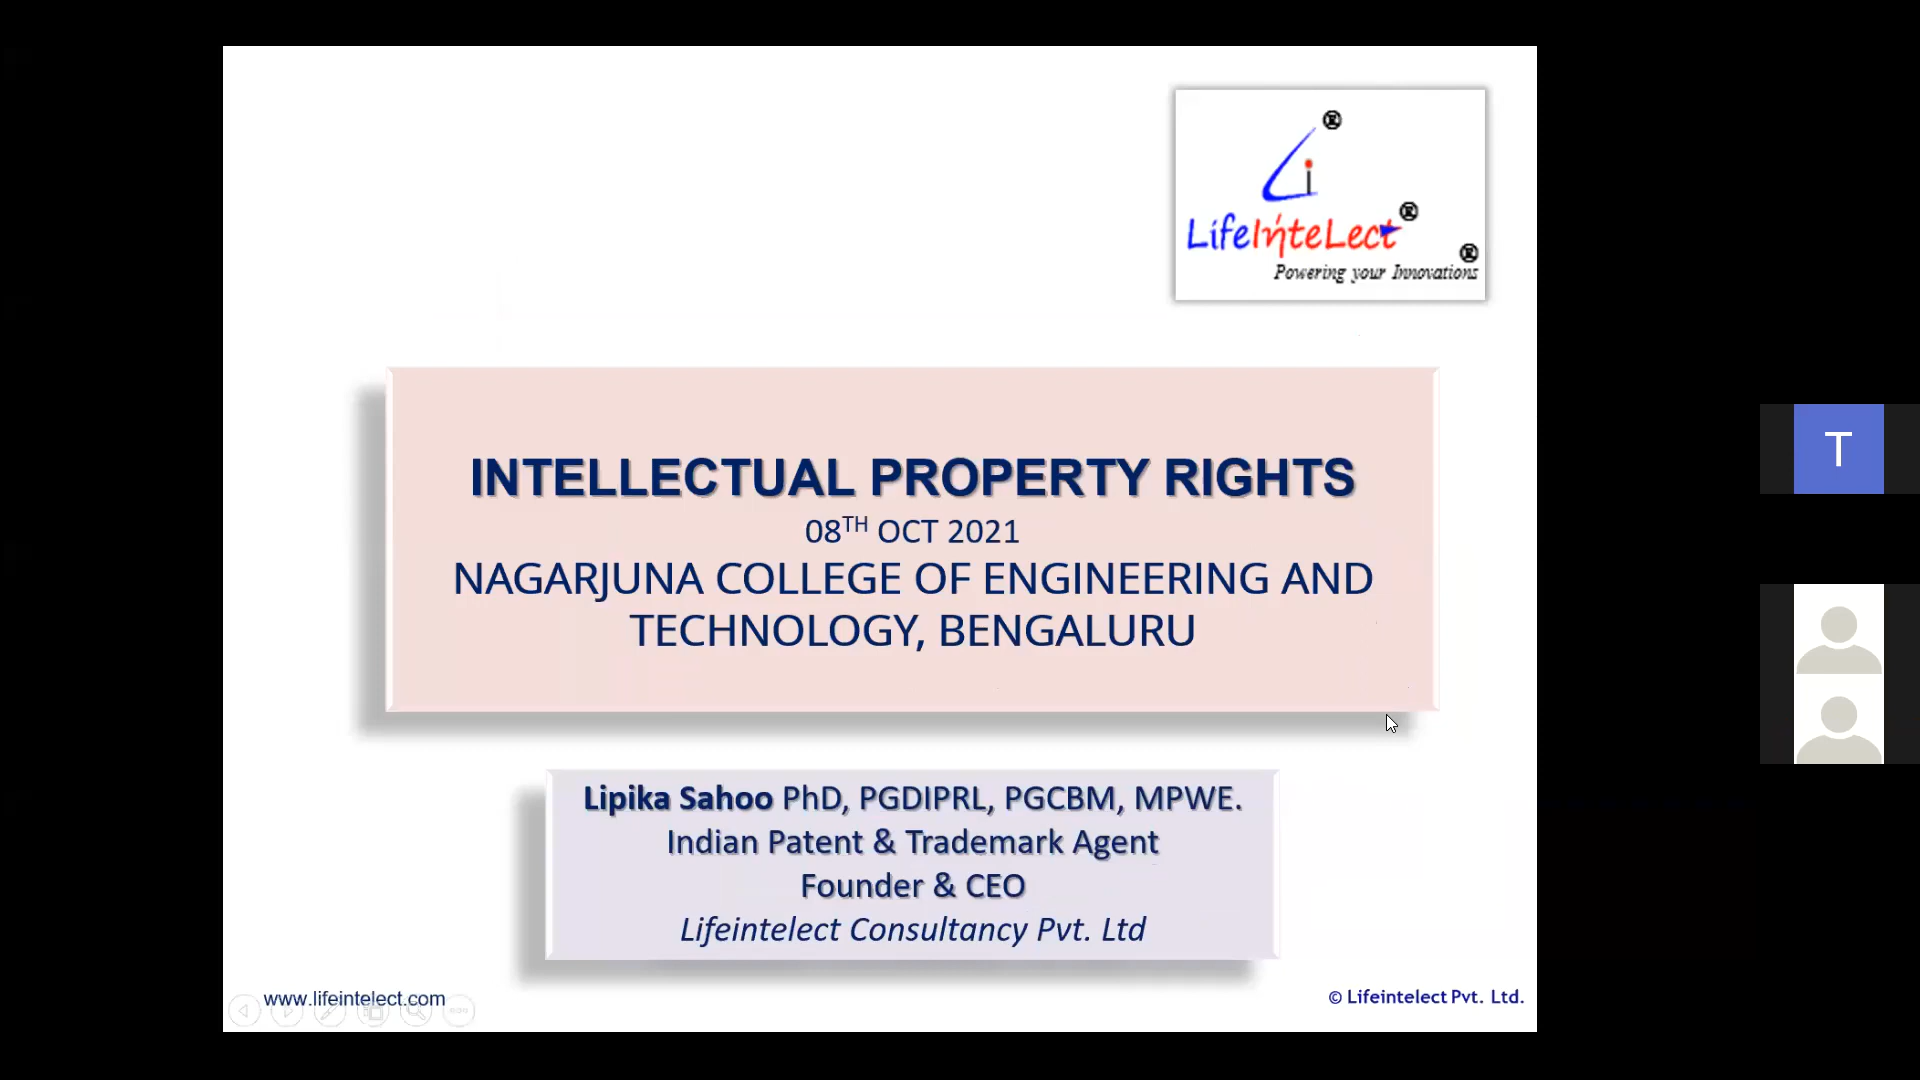 Li®
LifeInteLect®
Powering your Innovations®
INTELLECTUAL PROPERTY RIGHTS
08TH OCT 2021
NAGARJUNA COLLEGE OF ENGINEERING AND
TECHNOLOGY, BENGALURU
T
Lipika Sahoo PhD, PGDIPRL, PGCBM, MPWE.
Indian Patent & Trademark Agent
Founder & CEO
Lifeintelect Consultancy Pvt. Ltd
www.lifeintelect.com
© Lifeintelect Pvt. Ltd.